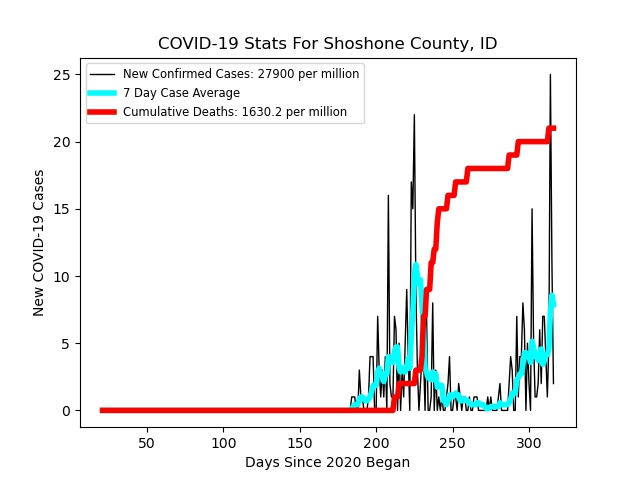 COVID-19 Stats For Shoshone County, ID
New Confirmed Cases: 27900 per million
7 Day Case Average
Cumulative Deaths: 1630.2 per million
New COVID-19 Cases
25
20
15
10
5
0
50 100 150 200 250 300
Days Since 2020 Began